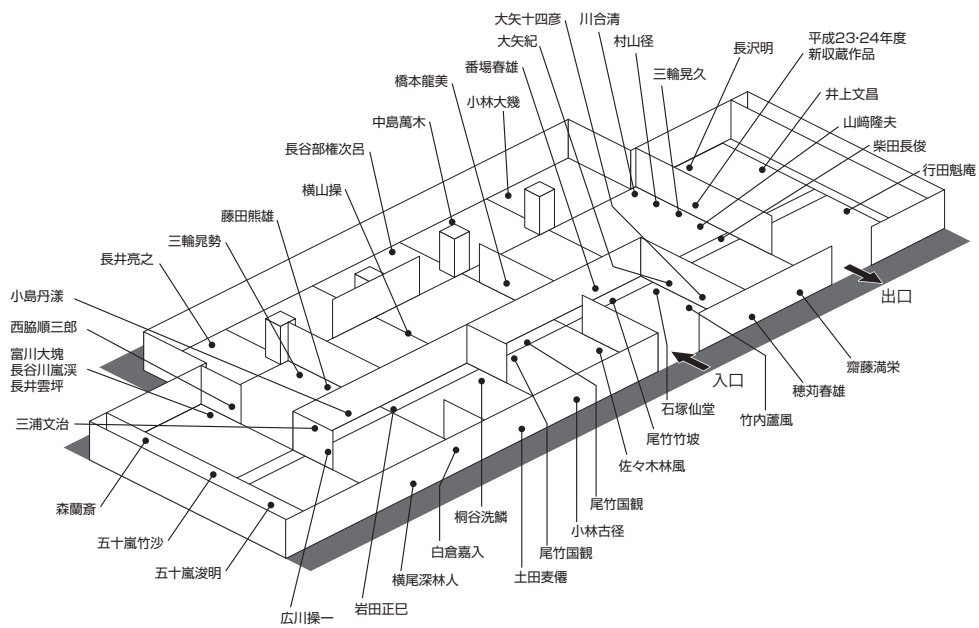 大矢十四彦
川合清
大矢紀
村山径
平成23・24年度
新収蔵作品
長沢明
番場春雄
三輪晃久
橋本龍美
小林大幾
井上文昌
中島萬木
山﨑隆夫
長谷部権次呂
柴田長俊
行田魁庵
横山操
藤田熊雄
三輪晁勢
長井亮之
小島丹漾
出口
西脇順三郎
富川大塊
長谷川嵐渓
長井雲坪
入口
齋藤満栄
穂苅春雄
石塚仙堂
竹内蘆風
三浦文治
尾竹竹坡
佐々木林風
尾竹国観
森蘭斎
桐谷洗鱗
小林古径
五十嵐竹沙
白倉嘉入
尾竹国観
五十嵐浚明
横尾深林人
土田麦僊
岩田正巳
広川操一